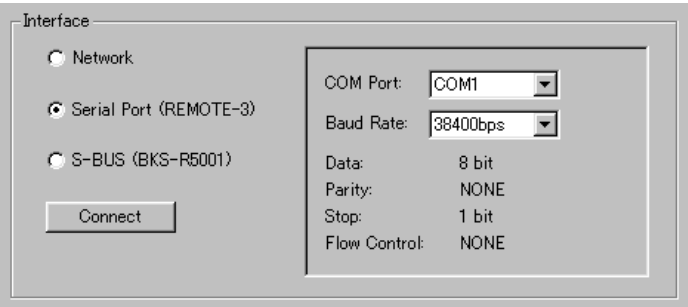 Interface
Network
Serial Port (REMOTE-3)
S-BUS (BKS-R5001)
Connect
COM Port: COM1
Baud Rate: 38400bps
Data: 8 bit
Parity: NONE
Stop: 1 bit
Flow Control: NONE